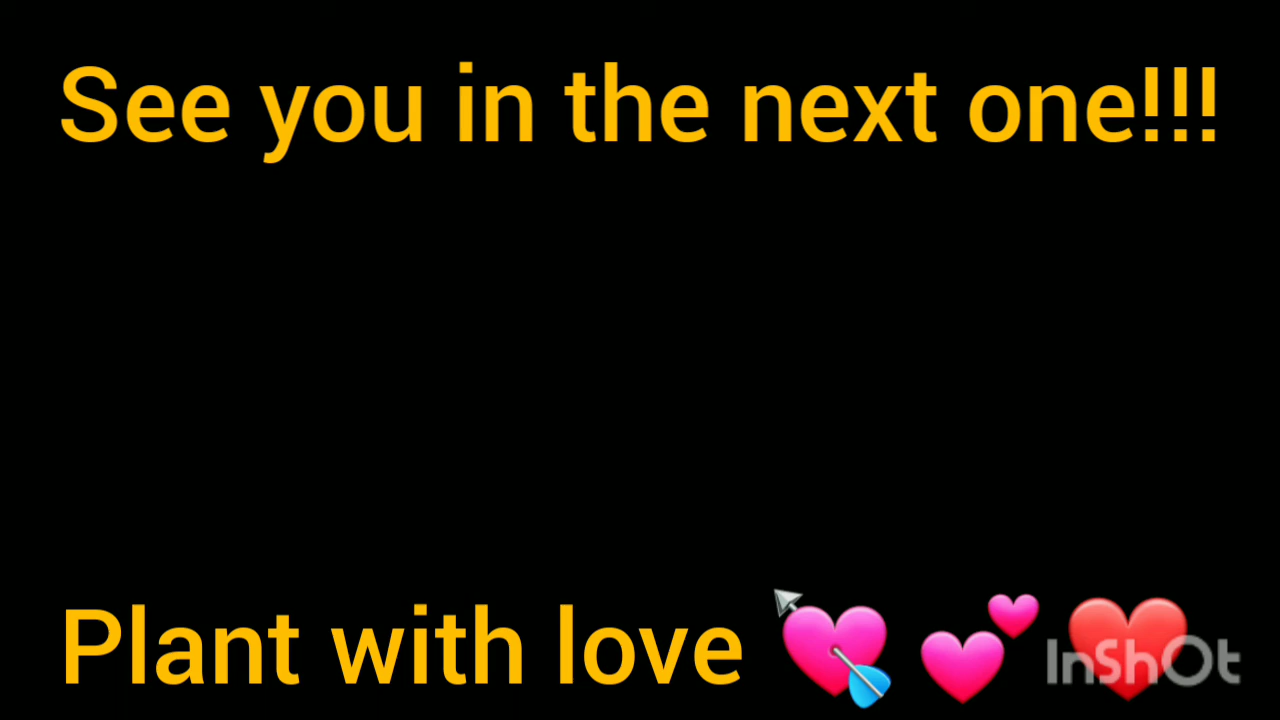 See you in the next one!!!
Plant with love 💘 💕 ❤️
InShOt